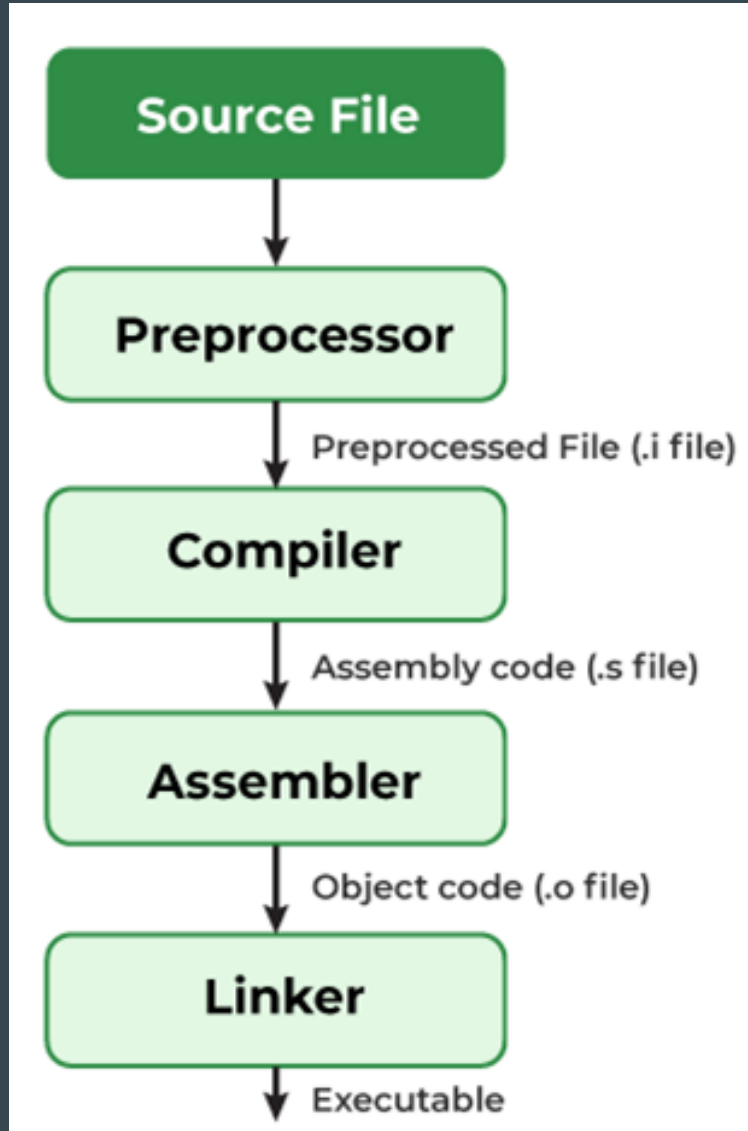 Source File
Preprocessor
Preprocessed File (.i file)
Compiler
Assembly code (.s file)
Assembler
Object code (.o file)
Linker
Executable